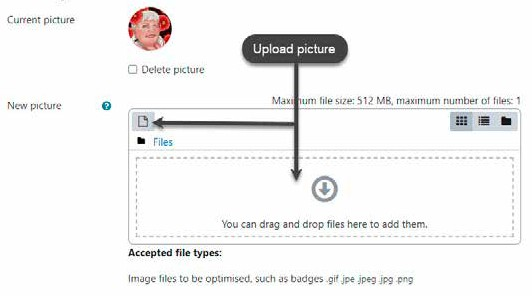 Current picture
Upload picture
Delete picture
Maximum file size: 512 MB, maximum number of files: 1
New picture
Files
You can drag and drop files here to add them.
Accepted file types:
Image files to be optimised, such as badges .gif .jpe .jpeg .jpg .png